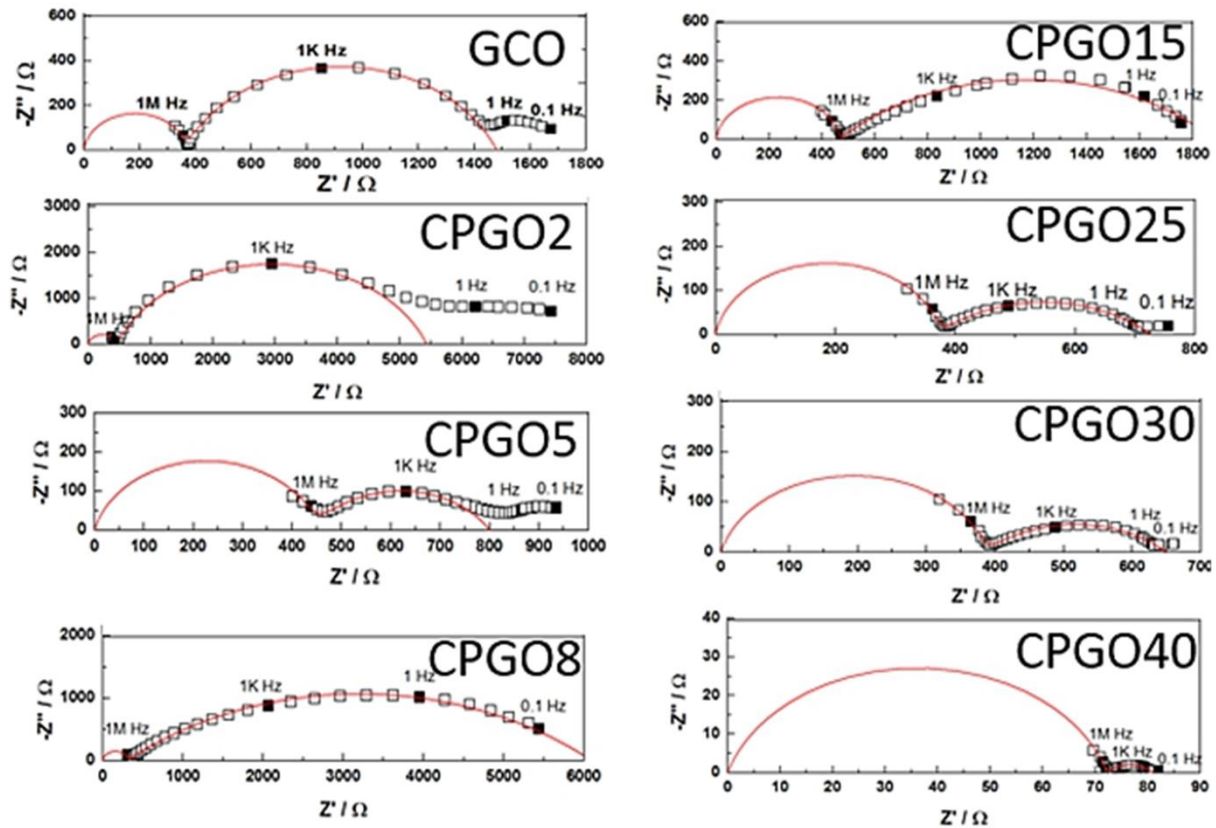 GCO
600
400
200
0
-Z'' / Ω
1M Hz
1K Hz
1 Hz
0.1 Hz
0 200 400 600 800 1000 1200 1400 1600 1800
Z' / Ω
CPGO15
600
400
200
0
-Z'' / Ω
1M Hz
1K Hz
1 Hz
0.1 Hz
0 200 400 600 800 1000 1200 1400 1600 1800
Z' / Ω
CPGO2
3000
2000
1000
0
-Z'' / Ω
1M Hz
1K Hz
1 Hz
0.1 Hz
0 1000 2000 3000 4000 5000 6000 7000 8000
Z' / Ω
CPGO25
300
200
100
0
-Z'' / Ω
1M Hz
1K Hz
1 Hz
0.1 Hz
0 200 400 600 800
Z' / Ω
CPGO5
300
200
100
0
-Z'' / Ω
1M Hz
1K Hz
1 Hz
0.1 Hz
0 100 200 300 400 500 600 700 800 900 1000
Z' / Ω
CPGO30
300
200
100
0
-Z'' / Ω
1M Hz
1K Hz
1 Hz
0.1 Hz
0 100 200 300 400 500 600 700
Z' / Ω
CPGO8
2000
1000
0
-Z'' / Ω
1M Hz
1K Hz
1 Hz
0.1 Hz
0 1000 2000 3000 4000 5000 6000
Z' / Ω
CPGO40
40
30
20
10
0
-Z'' / Ω
1M Hz
1K Hz
0.1 Hz
0 10 20 30 40 50 60 70 80 90
Z' / Ω